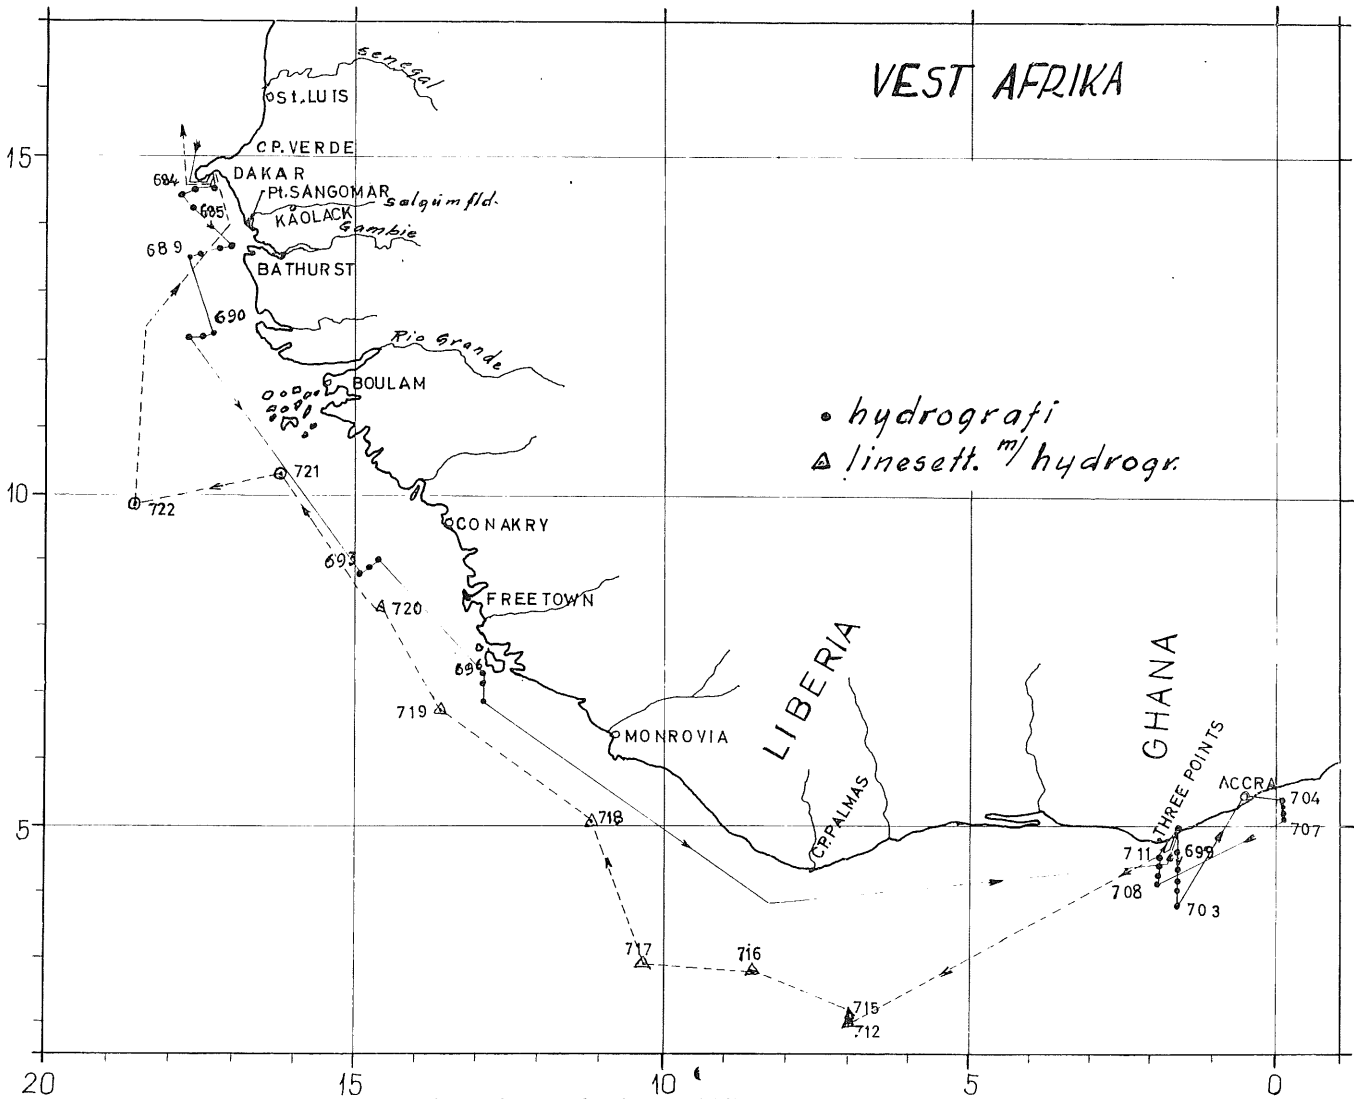 VEST AFRIKA
Senegal
St. LUIS
CP. VERDE
15
DAKAR
684
Pt. SANGOMAR
Salgumfld.
685
KAOLACK
Gambie
689
BATHURST
690
Rio Grande
BOULAM
• hydrografi
△ linesett. m/ hydrogr.
721
10
722
CONAKRY
693
720
FREETOWN
696
719
MONROVIA
LIBERIA
GHANA
CP. PALMAS
THREE POINTS
ACCRA
704
718
5
707
711
699
708
703
717
716
715
712
20
15
10
5
0